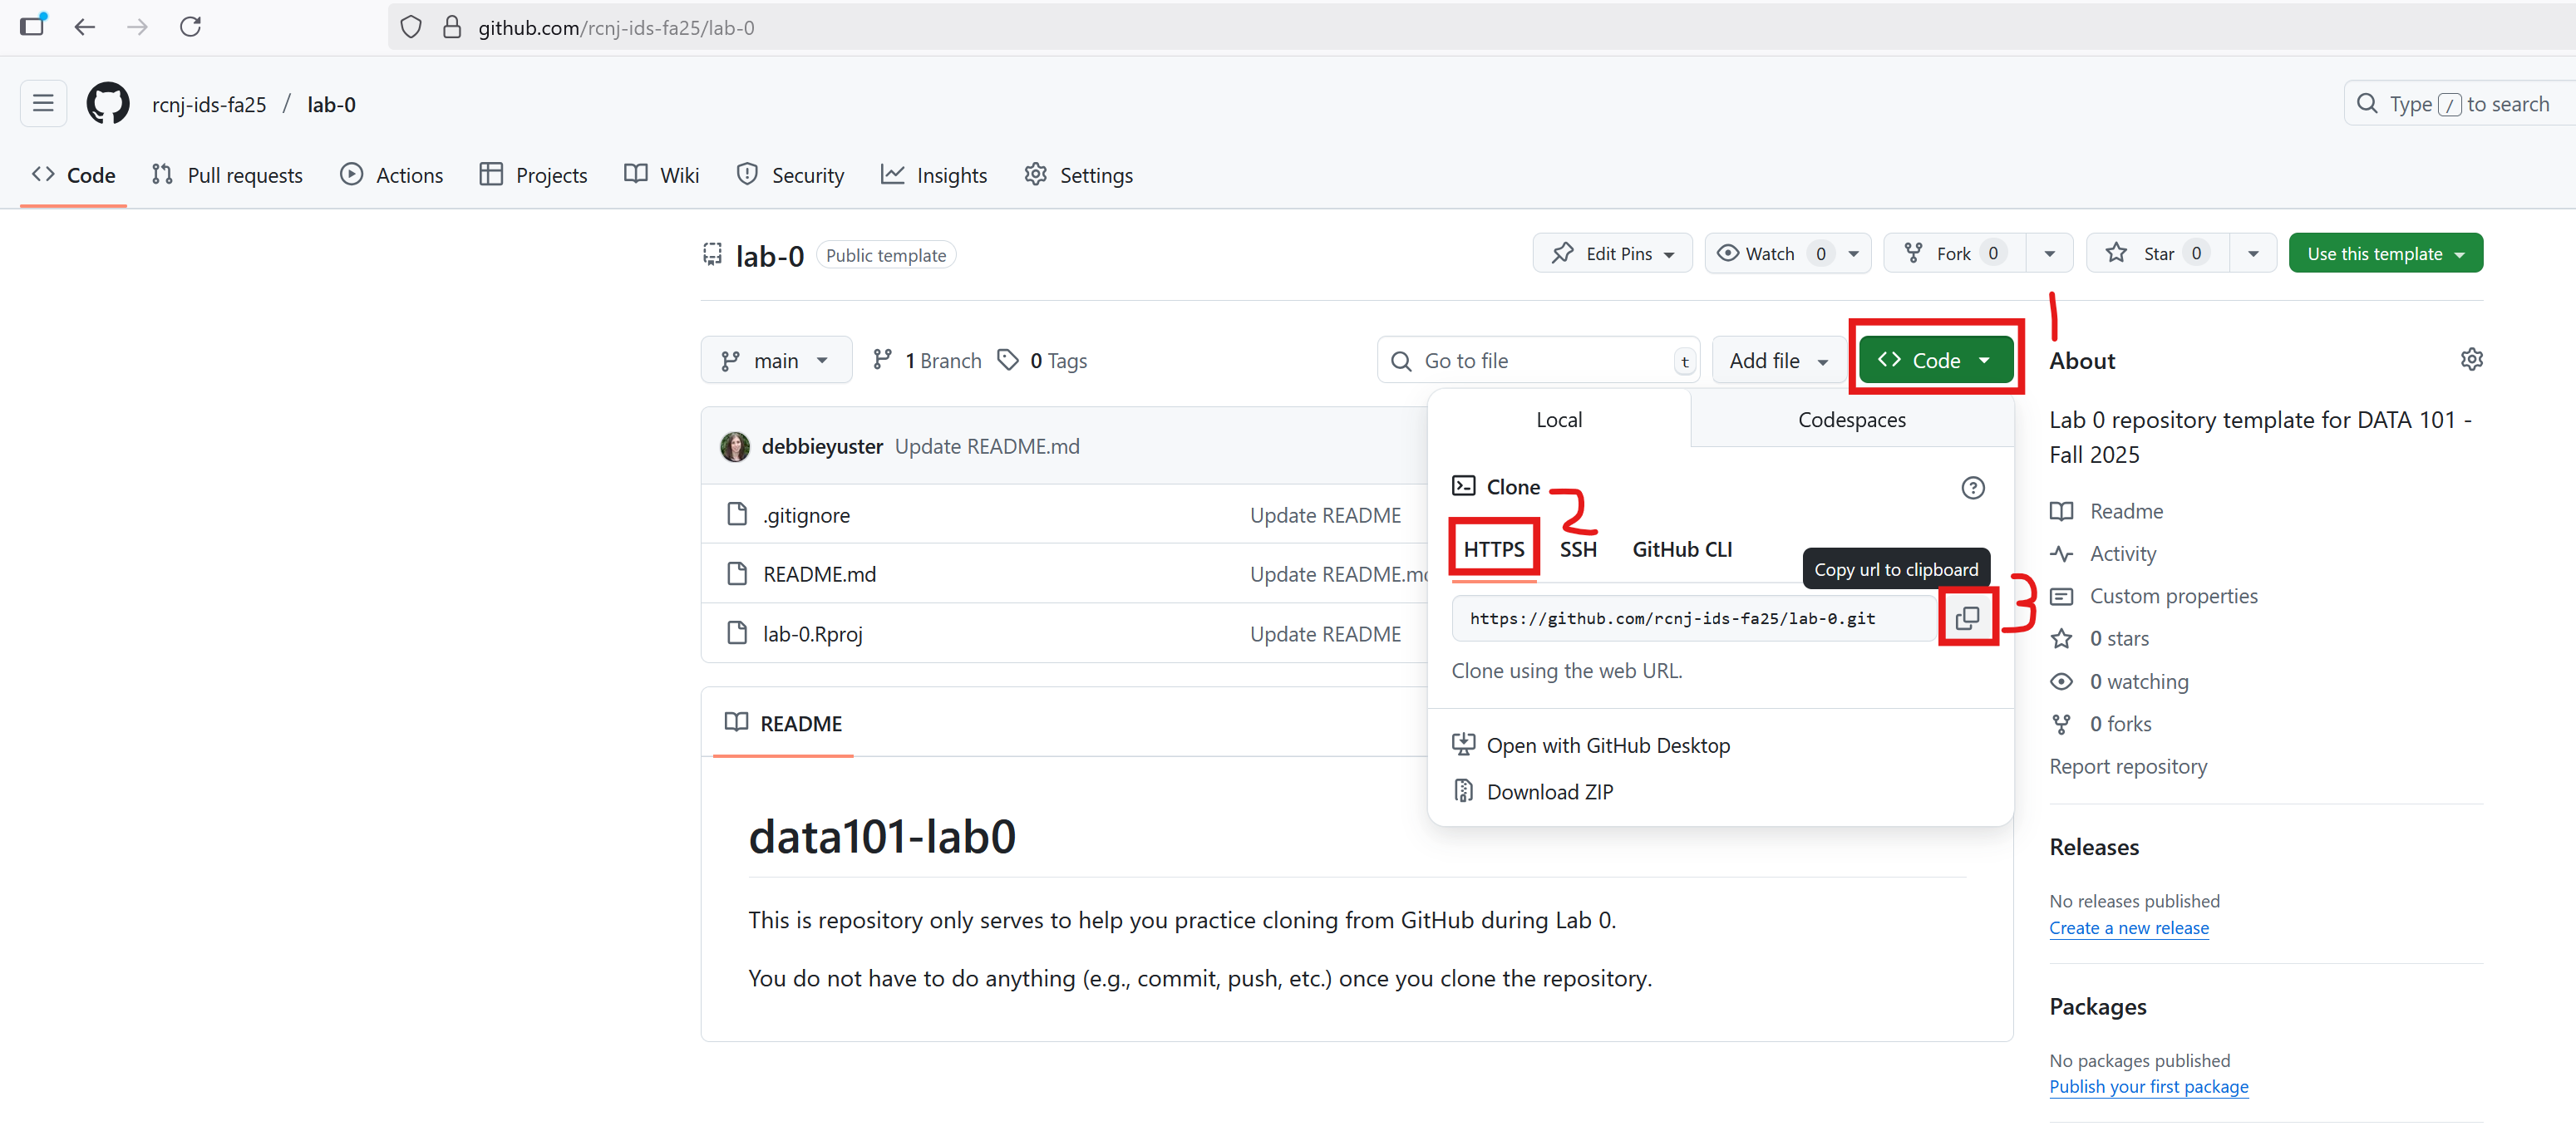 github.com/rcnj-ids-fa25/lab-0
rcnj-ids-fa25 / lab-0
Type / to search
Code Pull requests Actions Projects Wiki Security Insights Settings
lab-0 Public template
Edit Pins Watch 0 Fork 0 Star 0 Use this template
1
main 1 Branch 0 Tags
Go to file t Add file Code
debbieyuster Update README.md
.gitignore Update README
README.md Update README.md
lab-0.Rproj Update README
Local Codespaces
Clone
2
HTTPS SSH GitHub CLI
Copy url to clipboard
3
https://github.com/rcnj-ids-fa25/lab-0.git
Clone using the web URL.
Open with GitHub Desktop
Download ZIP
README
data101-lab0
This is repository only serves to help you practice cloning from GitHub during Lab 0.
You do not have to do anything (e.g., commit, push, etc.) once you clone the repository.
About
Lab 0 repository template for DATA 101 -
Fall 2025
Readme
Activity
Custom properties
0 stars
0 watching
0 forks
Report repository
Releases
No releases published
Create a new release
Packages
No packages published
Publish your first package